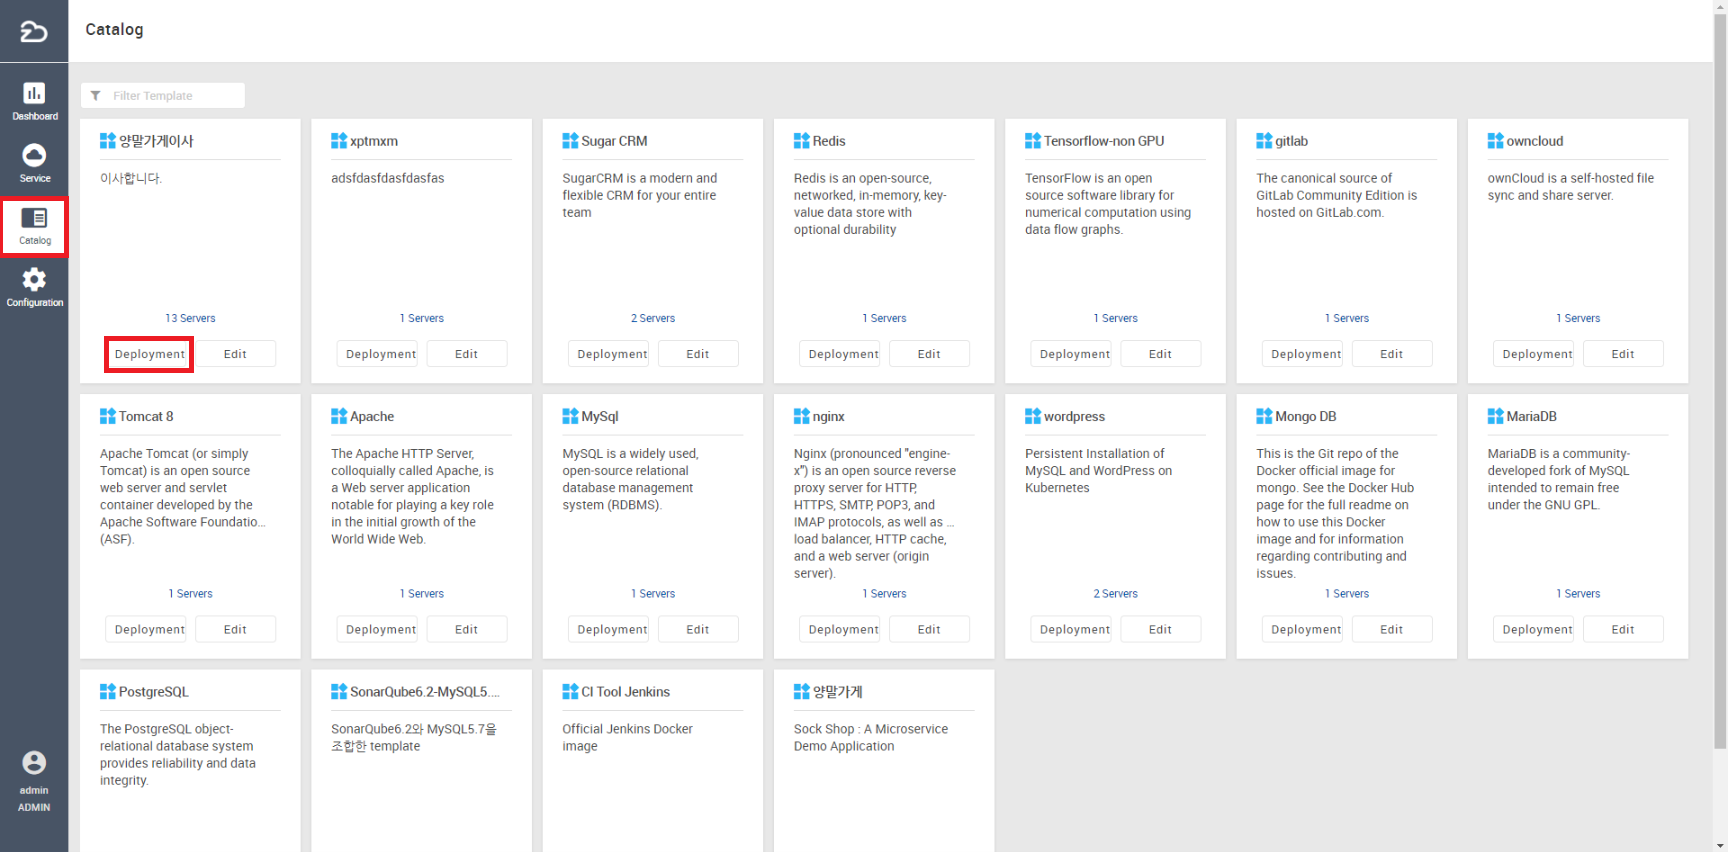 Catalog
Dashboard
Service
Catalog
Configuration
admin
ADMIN
Filter Template
양말가게이사
이사합니다.
13 Servers
Deployment
Edit
xptmxm
adsfdasfdasfdasfas
1 Servers
Deployment
Edit
Sugar CRM
SugarCRM is a modern and
flexible CRM for your entire
team
2 Servers
Deployment
Edit
Redis
Redis is an open-source,
networked, in-memory, key-
value data store with
optional durability
1 Servers
Deployment
Edit
Tensorflow-non GPU
TensorFlow is an open
source software library for
numerical computation using
data flow graphs.
1 Servers
Deployment
Edit
gitlab
The canonical source of
GitLab Community Edition is
hosted on GitLab.com.
1 Servers
Deployment
Edit
owncloud
ownCloud is a self-hosted file
sync and share server.
1 Servers
Deployment
Edit
Tomcat 8
Apache Tomcat (or simply
Tomcat) is an open source
web server and servlet
container developed by the
Apache Software Foundatio...
(ASF).
1 Servers
Deployment
Edit
Apache
The Apache HTTP Server,
colloquially called Apache, is
a Web server application
notable for playing a key role
in the initial growth of the
World Wide Web.
1 Servers
Deployment
Edit
MySql
MySQL is a widely used,
open-source relational
database management
system (RDBMS).
1 Servers
Deployment
Edit
nginx
Nginx (pronounced "engine-
x") is an open source reverse
proxy server for HTTP,
HTTPS, SMTP, POP3, and
IMAP protocols, as well as ...
load balancer, HTTP cache,
and a web server (origin
server).
1 Servers
Deployment
Edit
wordpress
Persistent Installation of
MySQL and WordPress on
Kubernetes
2 Servers
Deployment
Edit
Mongo DB
This is the Git repo of the
Docker official image for
mongo. See the Docker Hub
page for the full readme on
how to use this Docker
image and for information
regarding contributing and
issues.
1 Servers
Deployment
Edit
MariaDB
MariaDB is a community-
developed fork of MySQL
intended to remain free
under the GNU GPL.
1 Servers
Deployment
Edit
PostgreSQL
The PostgreSQL object-
relational database system
provides reliability and data
integrity.
SonarQube6.2-MySQL5....
SonarQube6.2와 MySQL5.7을
조합한 template
CI Tool Jenkins
Official Jenkins Docker
image
양말가게
Sock Shop : A Microservice
Demo Application